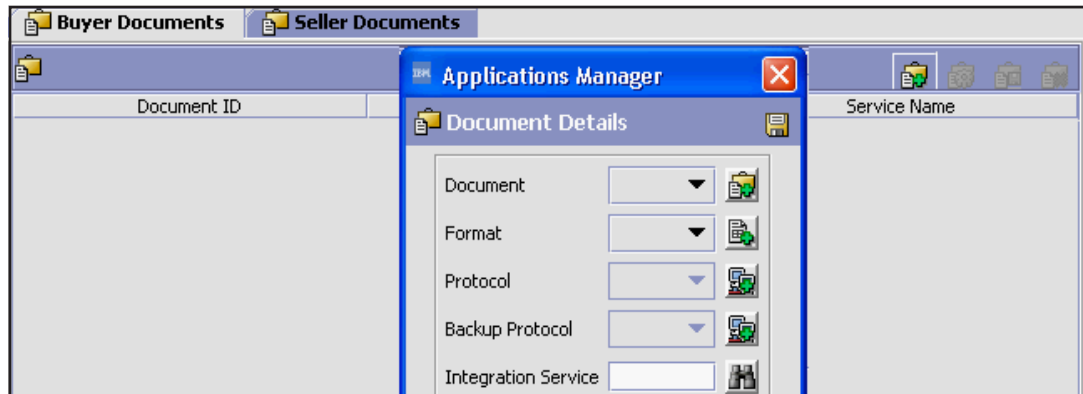 Buyer Documents Seller Documents
IBM Applications Manager
Document ID Service Name
Document Details
Document
Format
Protocol
Backup Protocol
Integration Service